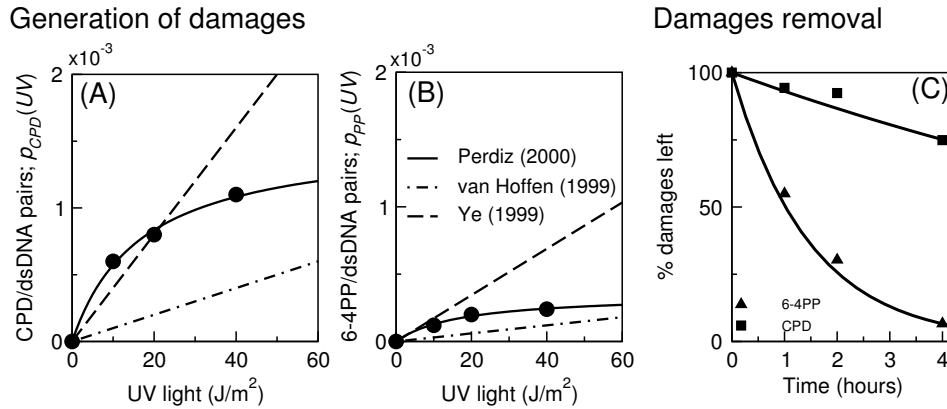 Generation of damages
Damages removal
x10⁻³
2
(A)
1
0
0
20
40
60
CPD/dsDNA pairs; p_CPD(UV)
UV light (J/m²)
x10⁻³
2
(B)
Perdiz (2000)
van Hoffen (1999)
Ye (1999)
1
0
0
20
40
60
6-4PP/dsDNA pairs; p_PP(UV)
UV light (J/m²)
100
(C)
50
0
6-4PP
CPD
0
1
2
3
4
% damages left
Time (hours)